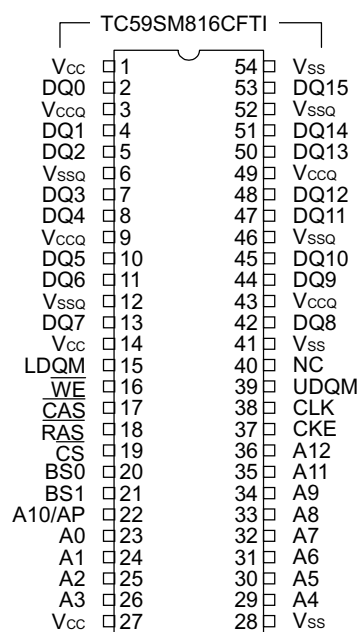 TC59SM816CFTI
Vcc 1 54 Vss
DQ0 2 53 DQ15
VccQ 3 52 VssQ
DQ1 4 51 DQ14
DQ2 5 50 DQ13
VssQ 6 49 VccQ
DQ3 7 48 DQ12
DQ4 8 47 DQ11
VccQ 9 46 VssQ
DQ5 10 45 DQ10
DQ6 11 44 DQ9
VssQ 12 43 VccQ
DQ7 13 42 DQ8
Vcc 14 41 Vss
LDQM 15 40 NC
W̅E̅ 16 39 UDQM
C̅A̅S̅ 17 38 CLK
R̅A̅S̅ 18 37 CKE
C̅S̅ 19 36 A12
BS0 20 35 A11
BS1 21 34 A9
A10/AP 22 33 A8
A0 23 32 A7
A1 24 31 A6
A2 25 30 A5
A3 26 29 A4
Vcc 27 28 Vss